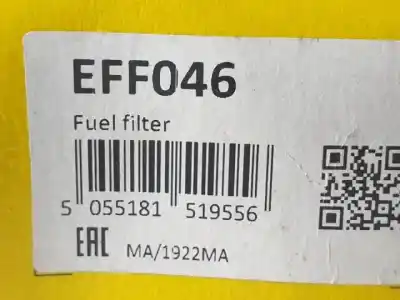 EFF046
Fuel filter
5 055181 519556
EAC MA/1922MA